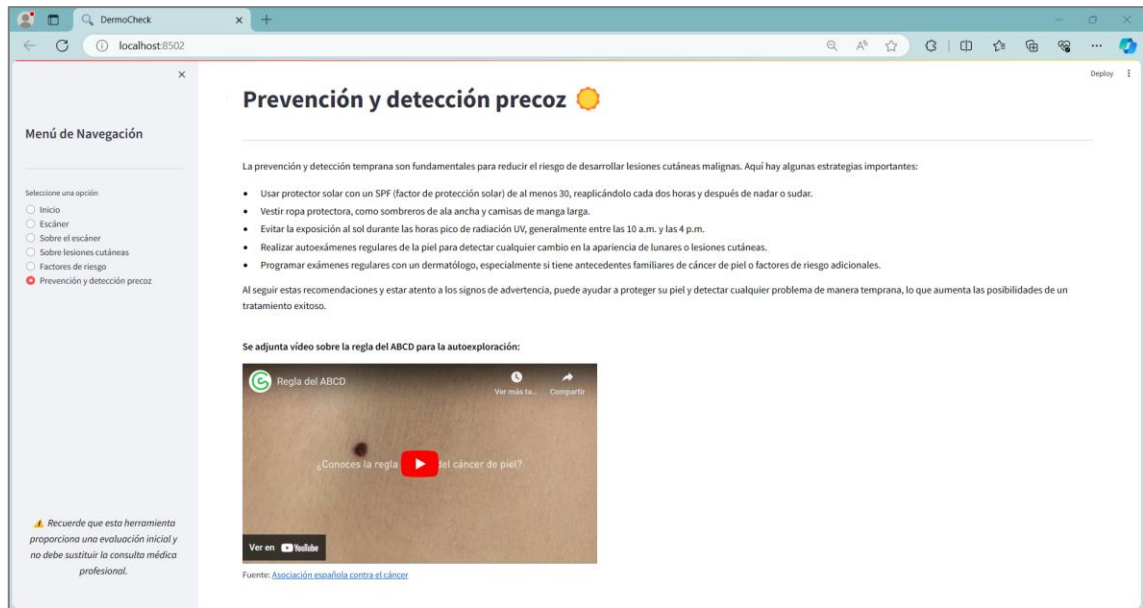 DermoCheck
localhost:8502
Deploy
Menú de Navegación
Seleccione una opción
Inicio
Escáner
Sobre el escáner
Sobre lesiones cutáneas
Factores de riesgo
Prevención y detección precoz
⚠ Recuerde que esta herramienta
proporciona una evaluación inicial y
no debe sustituir la consulta médica
profesional.
Prevención y detección precoz
La prevención y detección temprana son fundamentales para reducir el riesgo de desarrollar lesiones cutáneas malignas. Aquí hay algunas estrategias importantes:
• Usar protector solar con un SPF (factor de protección solar) de al menos 30, reaplicándolo cada dos horas y después de nadar o sudar.
• Vestir ropa protectora, como sombreros de ala ancha y camisas de manga larga.
• Evitar la exposición al sol durante las horas pico de radiación UV, generalmente entre las 10 a.m. y las 4 p.m.
• Realizar autoexámenes regulares de la piel para detectar cualquier cambio en la apariencia de lunares o lesiones cutáneas.
• Programar exámenes regulares con un dermatólogo, especialmente si tiene antecedentes familiares de cáncer de piel o factores de riesgo adicionales.
Al seguir estas recomendaciones y estar atento a los signos de advertencia, puede ayudar a proteger su piel y detectar cualquier problema de manera temprana, lo que aumenta las posibilidades de un
tratamiento exitoso.
Se adjunta vídeo sobre la regla del ABCD para la autoexploración:
Regla del ABCD
Ver más ta...
Compartir
¿Conoces la regla del cáncer de piel?
Ver en YouTube
Fuente: Asociación española contra el cáncer